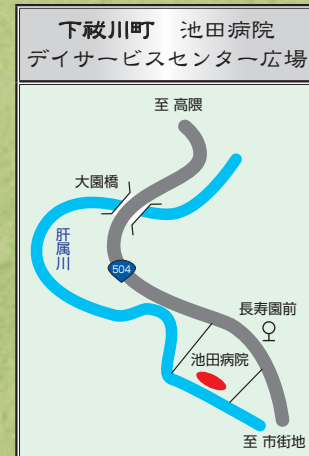 下祓川町　池田病院
デイサービスセンター広場
至 高隈
大園橋
肝属川
504
長寿園前
池田病院
至 市街地